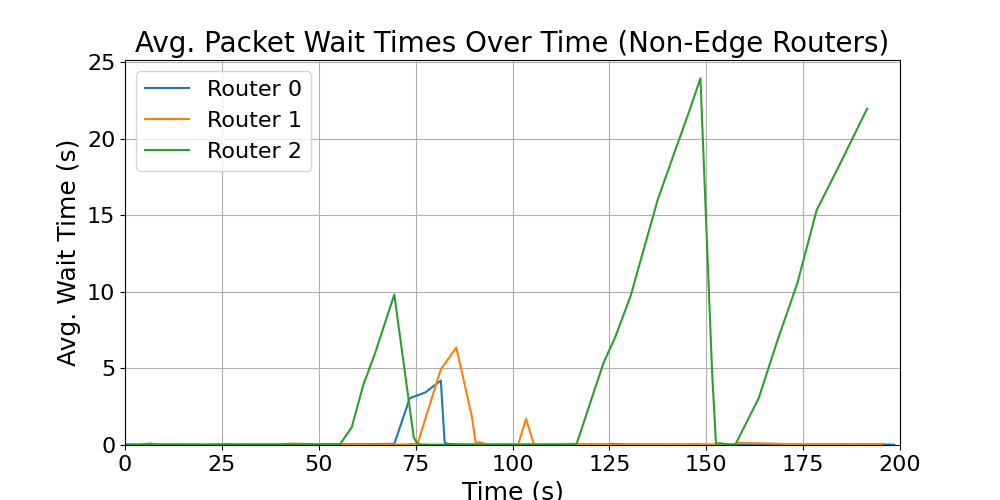 Avg. Packet Wait Times Over Time (Non-Edge Routers)
Avg. Wait Time (s)
25
20
15
10
5
0
Router 0
Router 1
Router 2
0 25 50 75 100 125 150 175 200
Time (s)